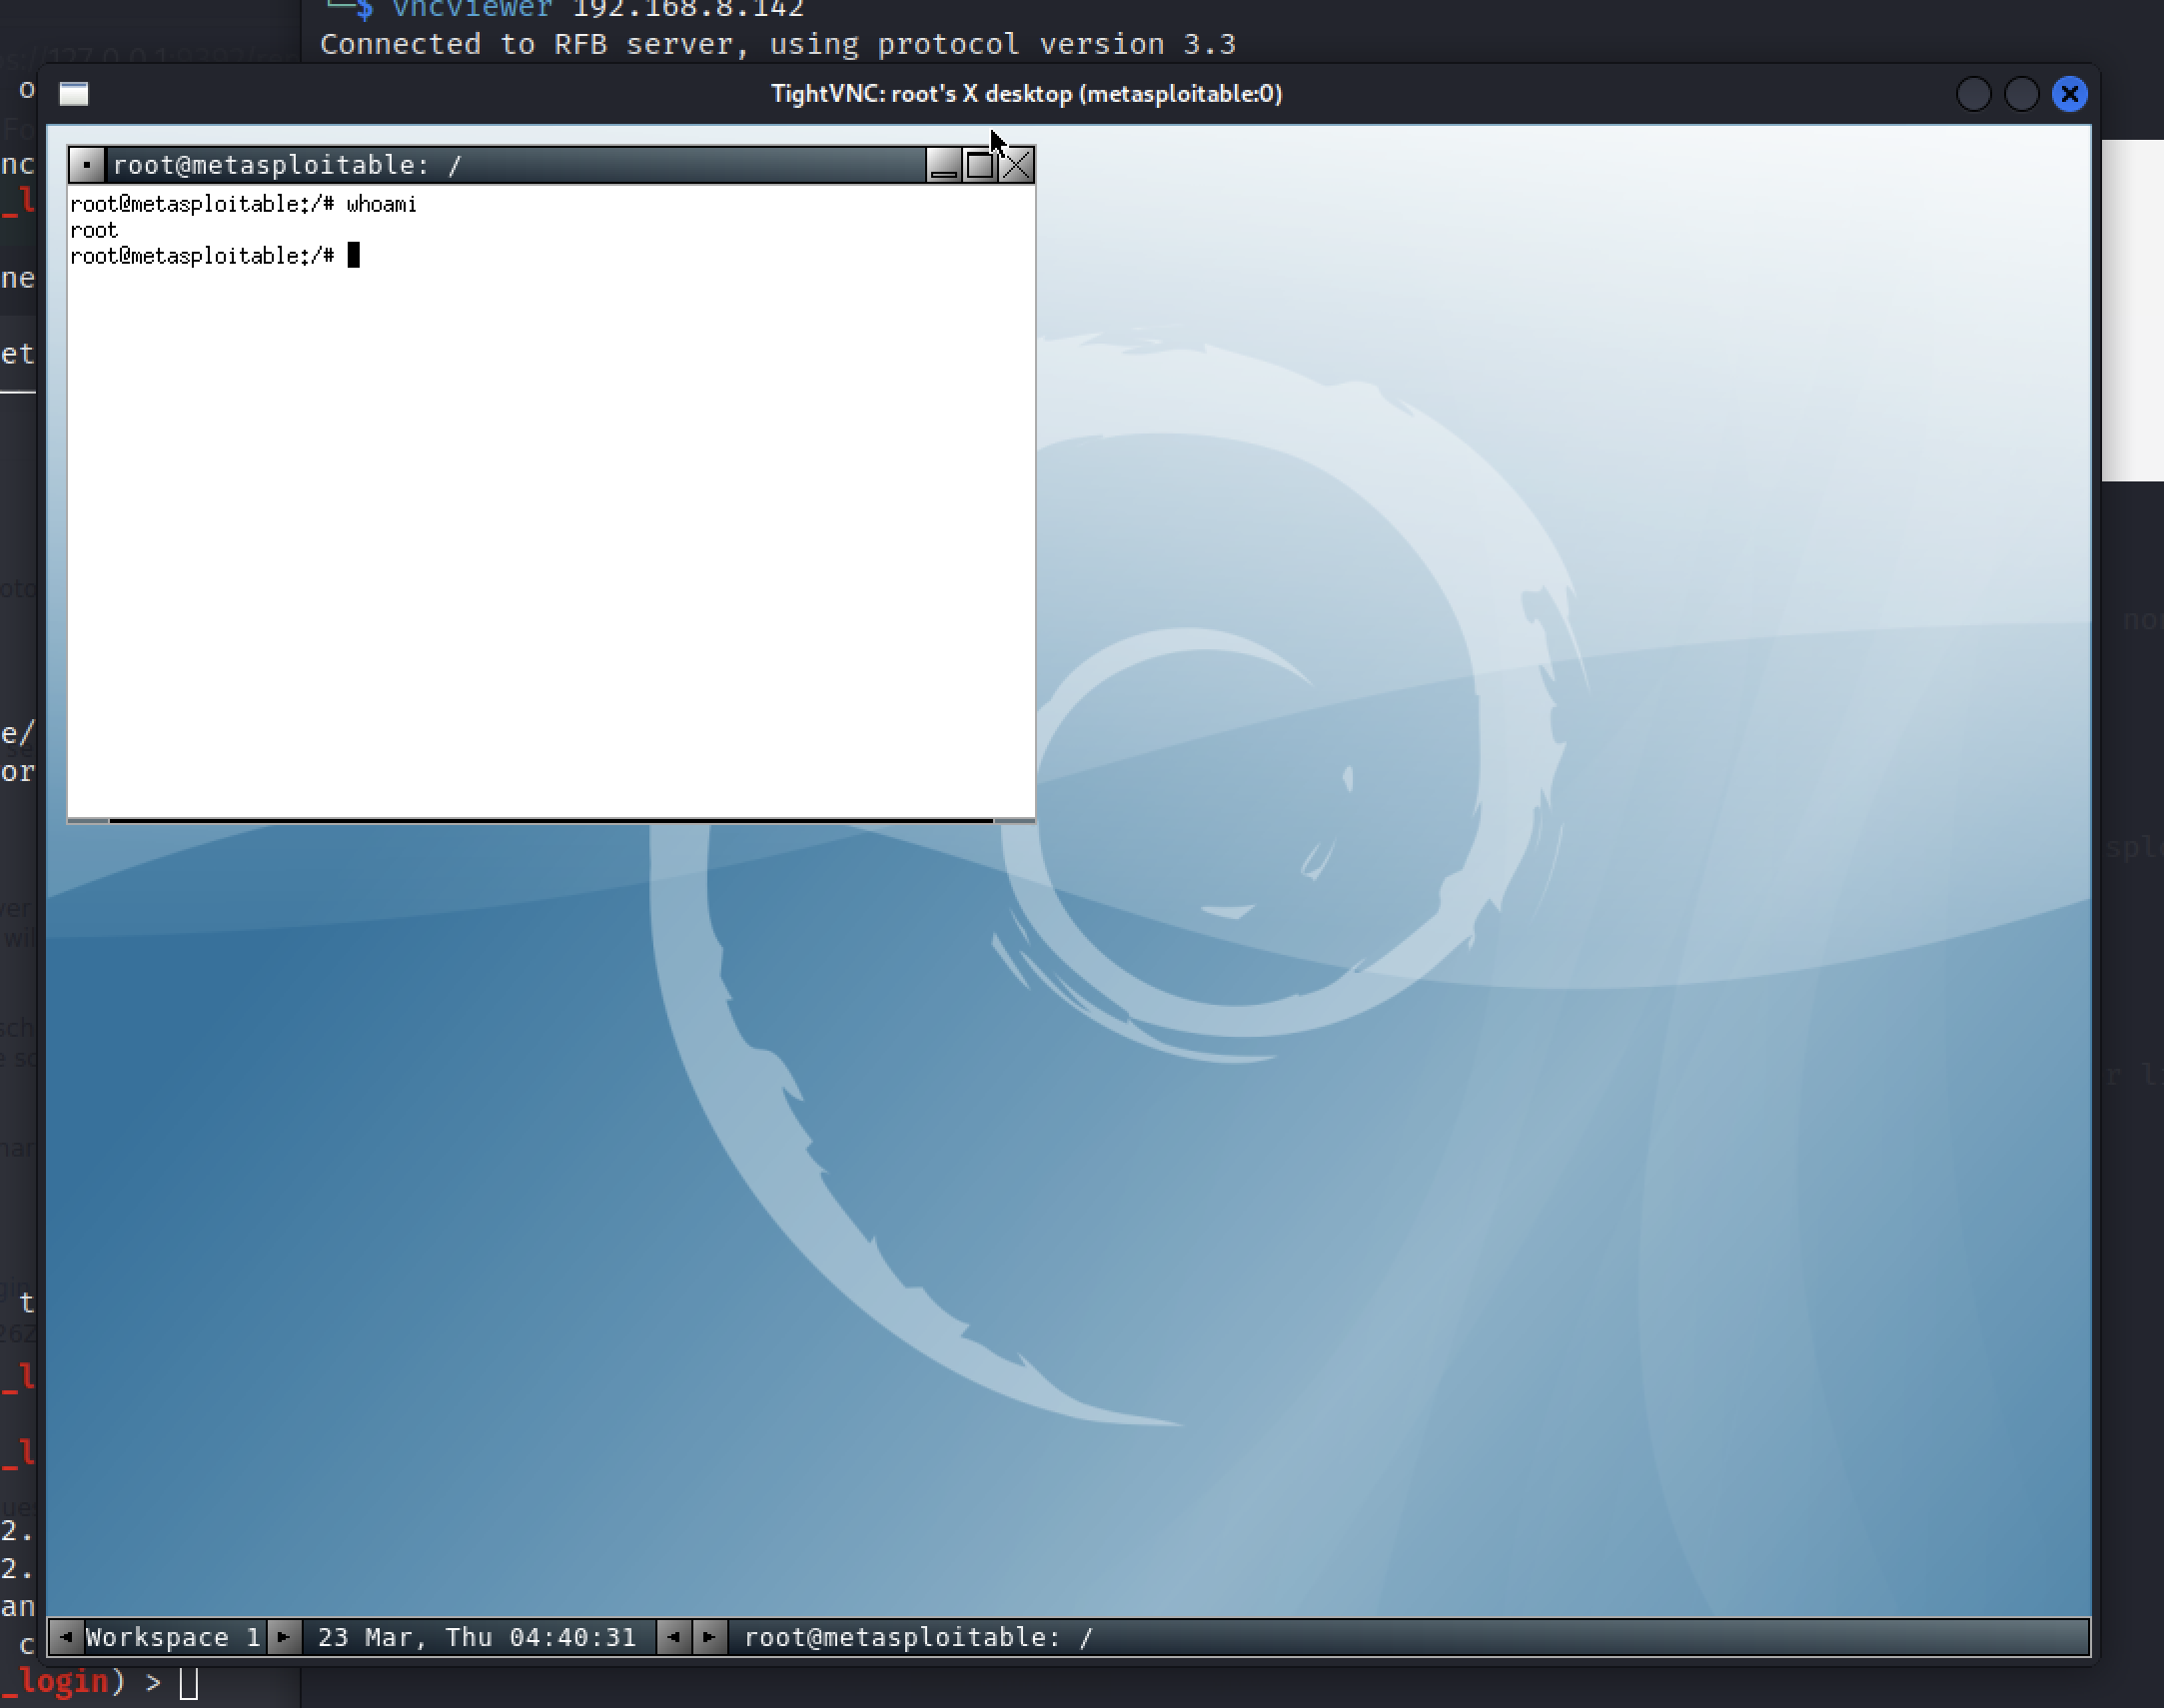 $ vncviewer 192.168.8.142
Connected to RFB server, using protocol version 3.3
TightVNC: root's X desktop (metasploitable:0)
root@metasploitable: /
root@metasploitable:/# whoami
root
root@metasploitable:/#
nc
_l
ne
et
e/
or
t
_l
_l
2.
2.
an
c
Workspace 1
23 Mar, Thu 04:40:31
root@metasploitable: /
_login) >